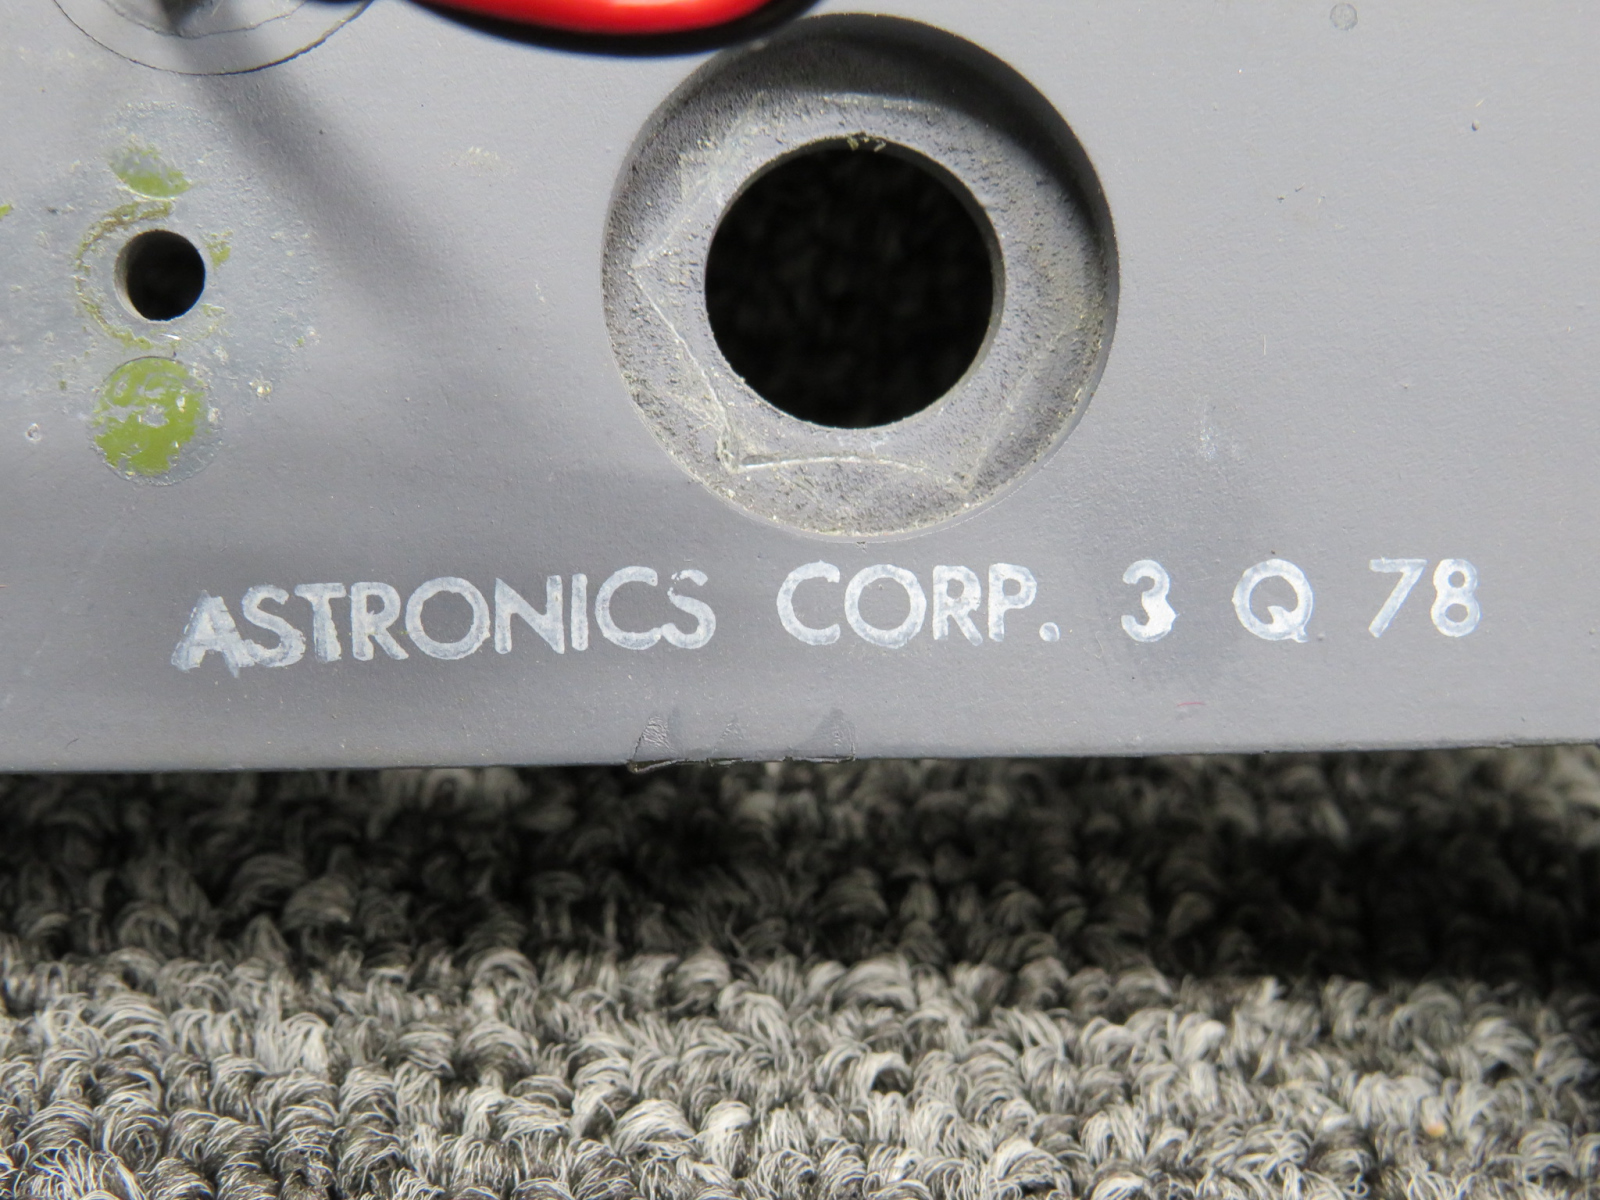 ASTRONICS CORP. 3 Q 78